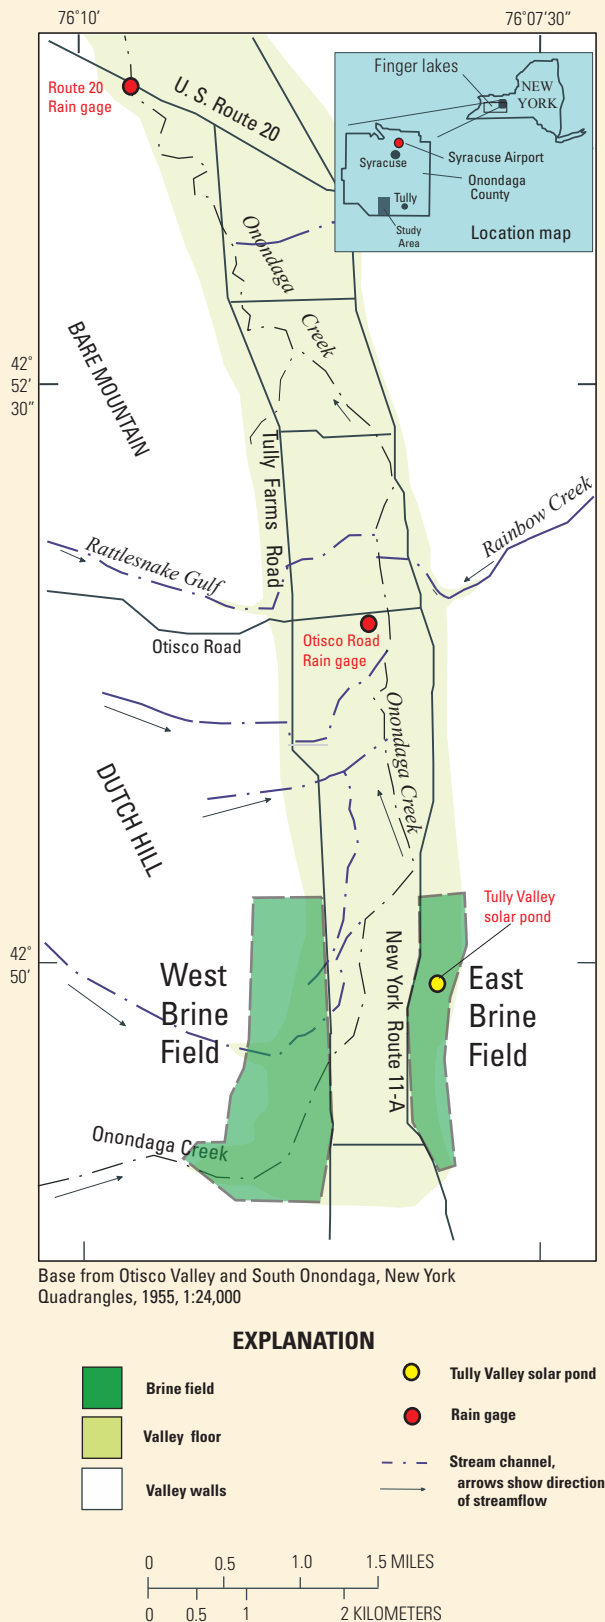 76°10'
76°07'30"
Route 20
Rain gage
U. S. Route 20
Finger lakes
NEW
YORK
Syracuse
Syracuse Airport
Onondaga
County
Tully
Study
Area
Location map
Onondaga
Creek
BARE MOUNTAIN
42°
52'
30"
Tully Farms Road
Rainbow Creek
Rattlesnake Gulf
Otisco Road
Otisco Road
Rain gage
Onondaga Creek
DUTCH HILL
Tully Valley
solar pond
42°
50'
West
Brine
Field
New York Route 11-A
East
Brine
Field
Onondaga Creek
Base from Otisco Valley and South Onondaga, New York
Quadrangles, 1955, 1:24,000
EXPLANATION
Brine field
Valley floor
Valley walls
Tully Valley solar pond
Rain gage
Stream channel,
arrows show direction
of streamflow
0 0.5 1.0 1.5 MILES
0 0.5 1 2 KILOMETERS